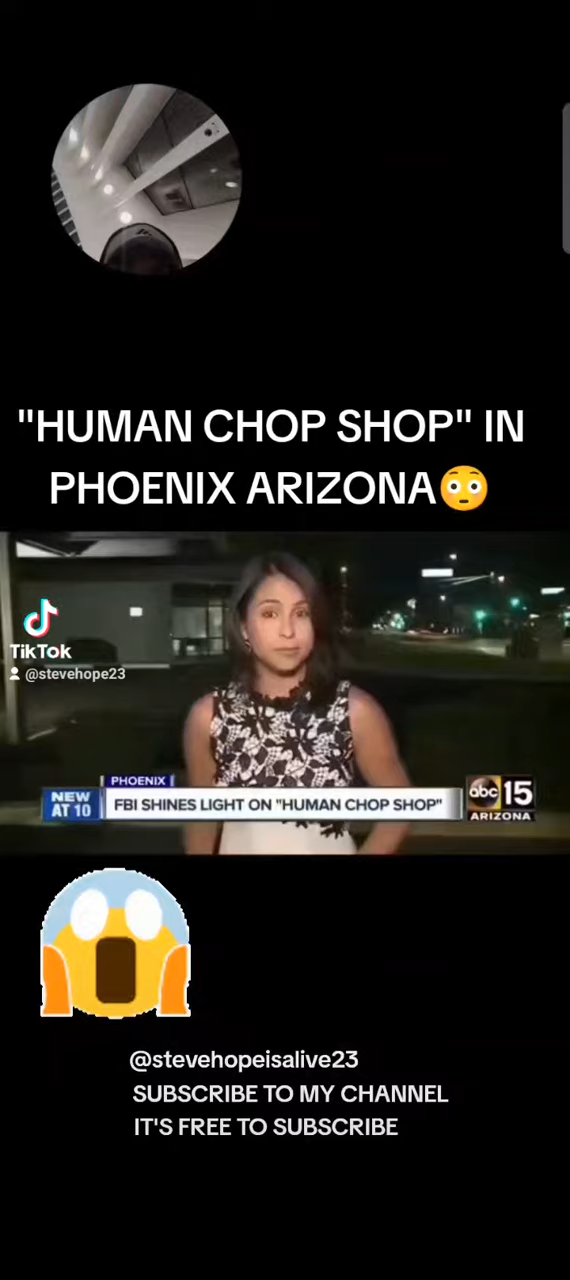 "HUMAN CHOP SHOP" IN
PHOENIX ARIZONA😳
TikTok
@stevehope23
PHOENIX
NEW
AT 10
FBI SHINES LIGHT ON "HUMAN CHOP SHOP"
abc 15
ARIZONA
@stevehopeisalive23
SUBSCRIBE TO MY CHANNEL
IT'S FREE TO SUBSCRIBE